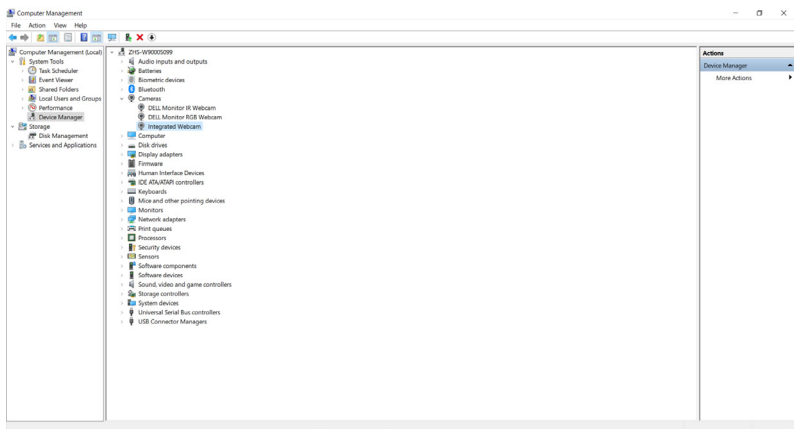 Computer Management
File Action View Help
Computer Management (Local)
System Tools
Task Scheduler
Event Viewer
Shared Folders
Local Users and Groups
Performance
Device Manager
Storage
Disk Management
Services and Applications
ZHS-W90005099
Audio inputs and outputs
Batteries
Biometric devices
Bluetooth
Cameras
DELL Monitor IR Webcam
DELL Monitor RGB Webcam
Integrated Webcam
Computer
Disk drives
Display adapters
Firmware
Human Interface Devices
IDE ATA/ATAPI controllers
Keyboards
Mice and other pointing devices
Monitors
Network adapters
Print queues
Processors
Security devices
Sensors
Software components
Software devices
Sound, video and game controllers
Storage controllers
System devices
Universal Serial Bus controllers
USB Connector Managers
Actions
Device Manager
More Actions